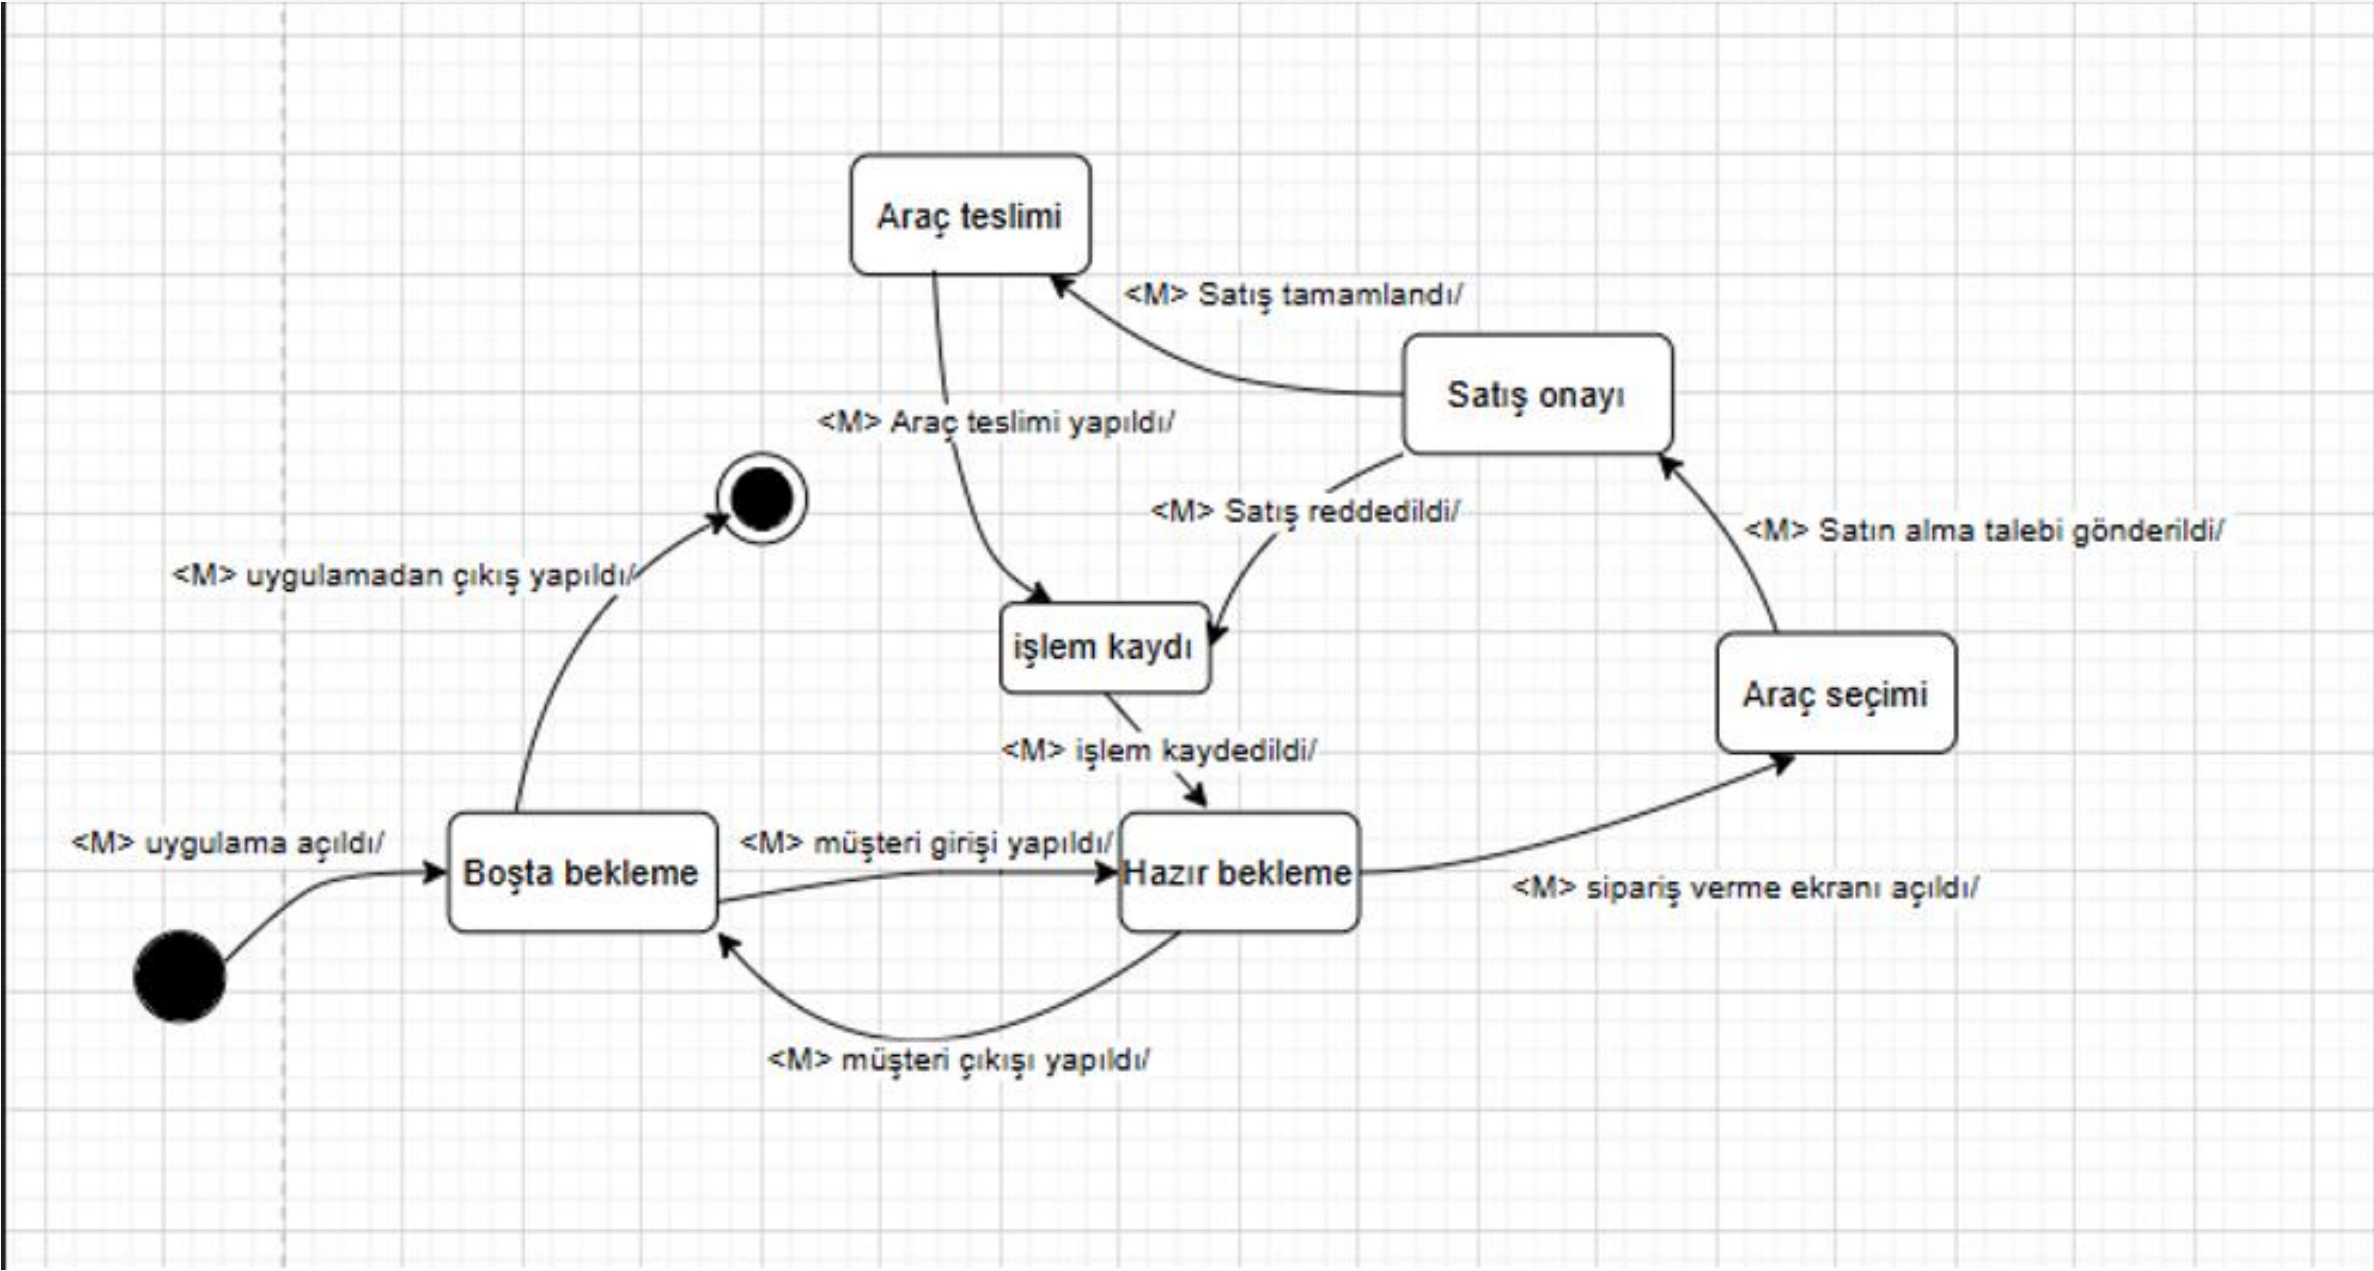 Araç teslimi
<M> Satış tamamlandı/
Satış onayı
<M> Araç teslimi yapıldı/
<M> Satış reddedildi/
<M> Satın alma talebi gönderildi/
<M> uygulamadan çıkış yapıldı/
işlem kaydı
Araç seçimi
<M> işlem kaydedildi/
<M> uygulama açıldı/
Boşta bekleme
<M> müşteri girişi yapıldı/
Hazır bekleme
<M> sipariş verme ekranı açıldı/
<M> müşteri çıkışı yapıldı/